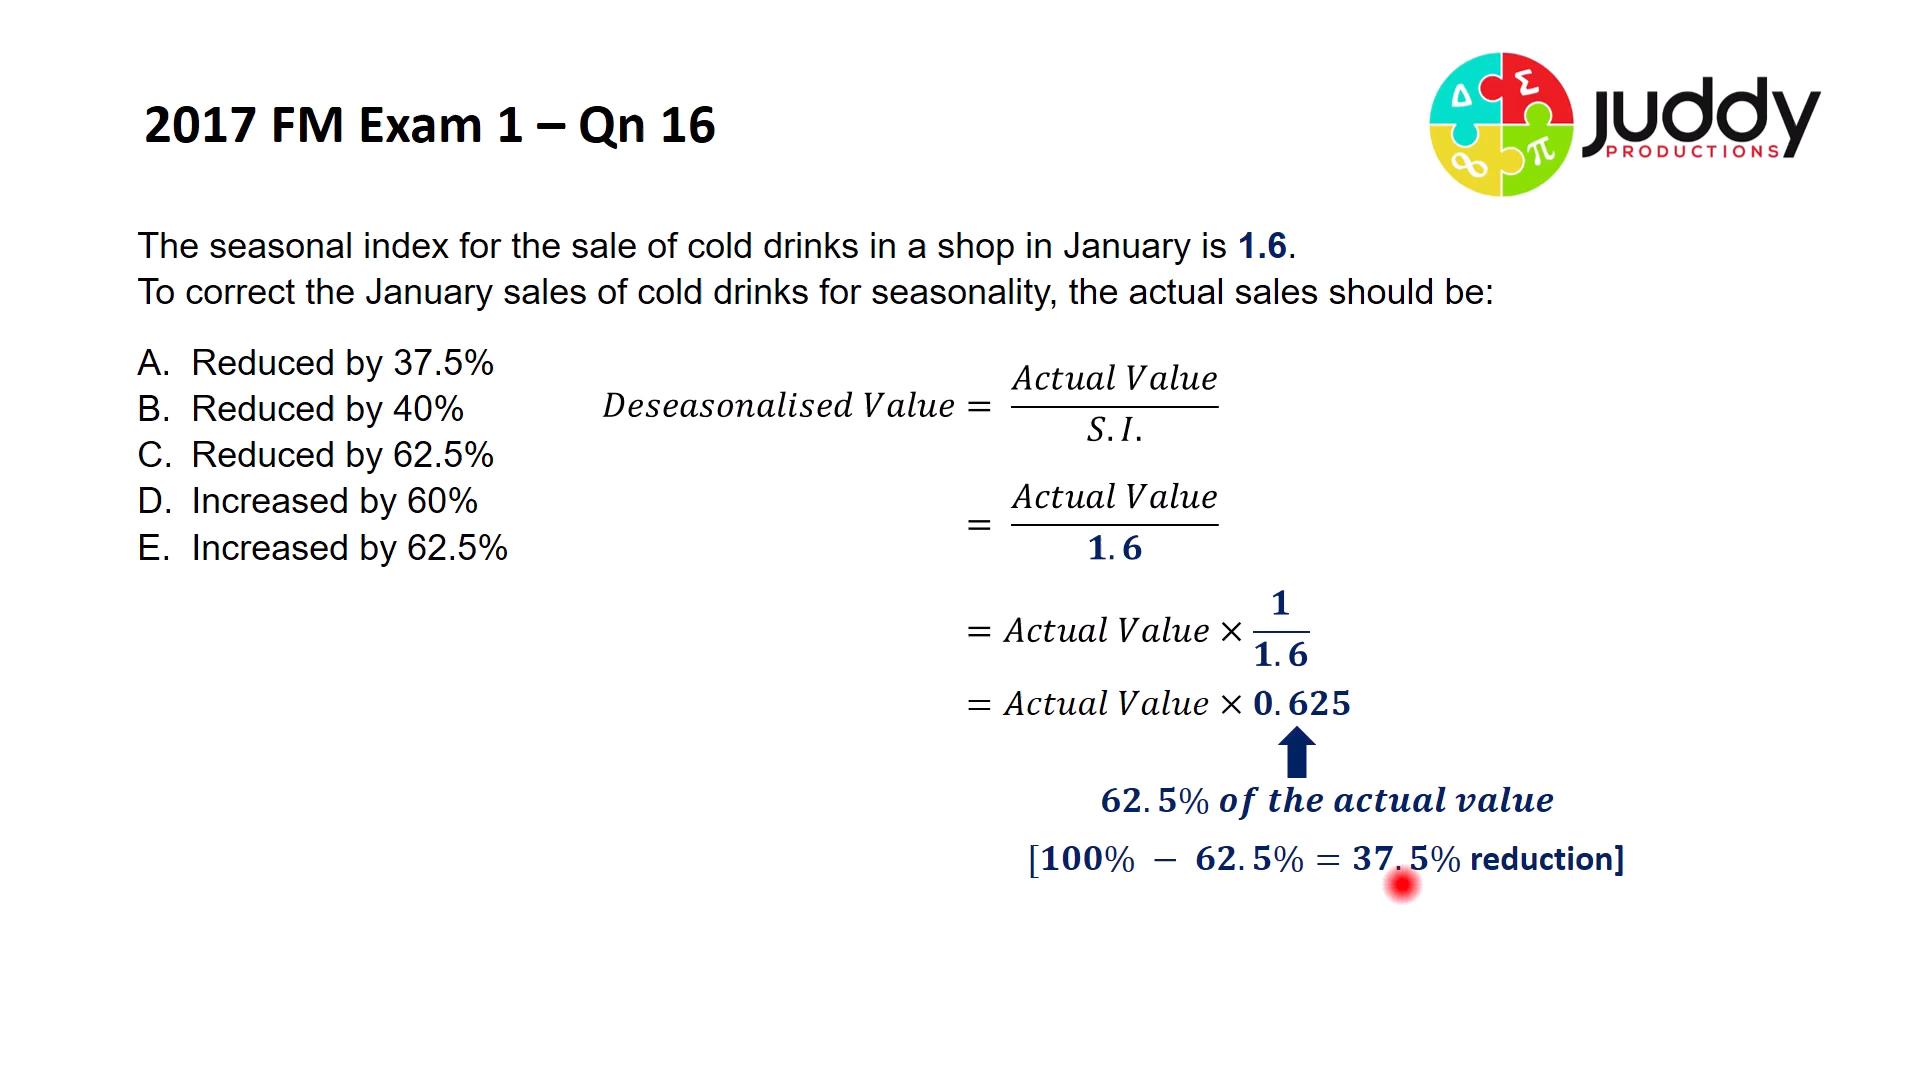 2017 FM Exam 1 – Qn 16
Δ Σ ∞ π
juddy
PRODUCTIONS
The seasonal index for the sale of cold drinks in a shop in January is 1.6.
To correct the January sales of cold drinks for seasonality, the actual sales should be:
A. Reduced by 37.5%
B. Reduced by 40%
C. Reduced by 62.5%
D. Increased by 60%
E. Increased by 62.5%
Deseasonalised Value = Actual Value / S.I.
= Actual Value / 1.6
= Actual Value × 1 / 1.6
= Actual Value × 0.625
62.5% of the actual value
[100% − 62.5% = 37.5% reduction]